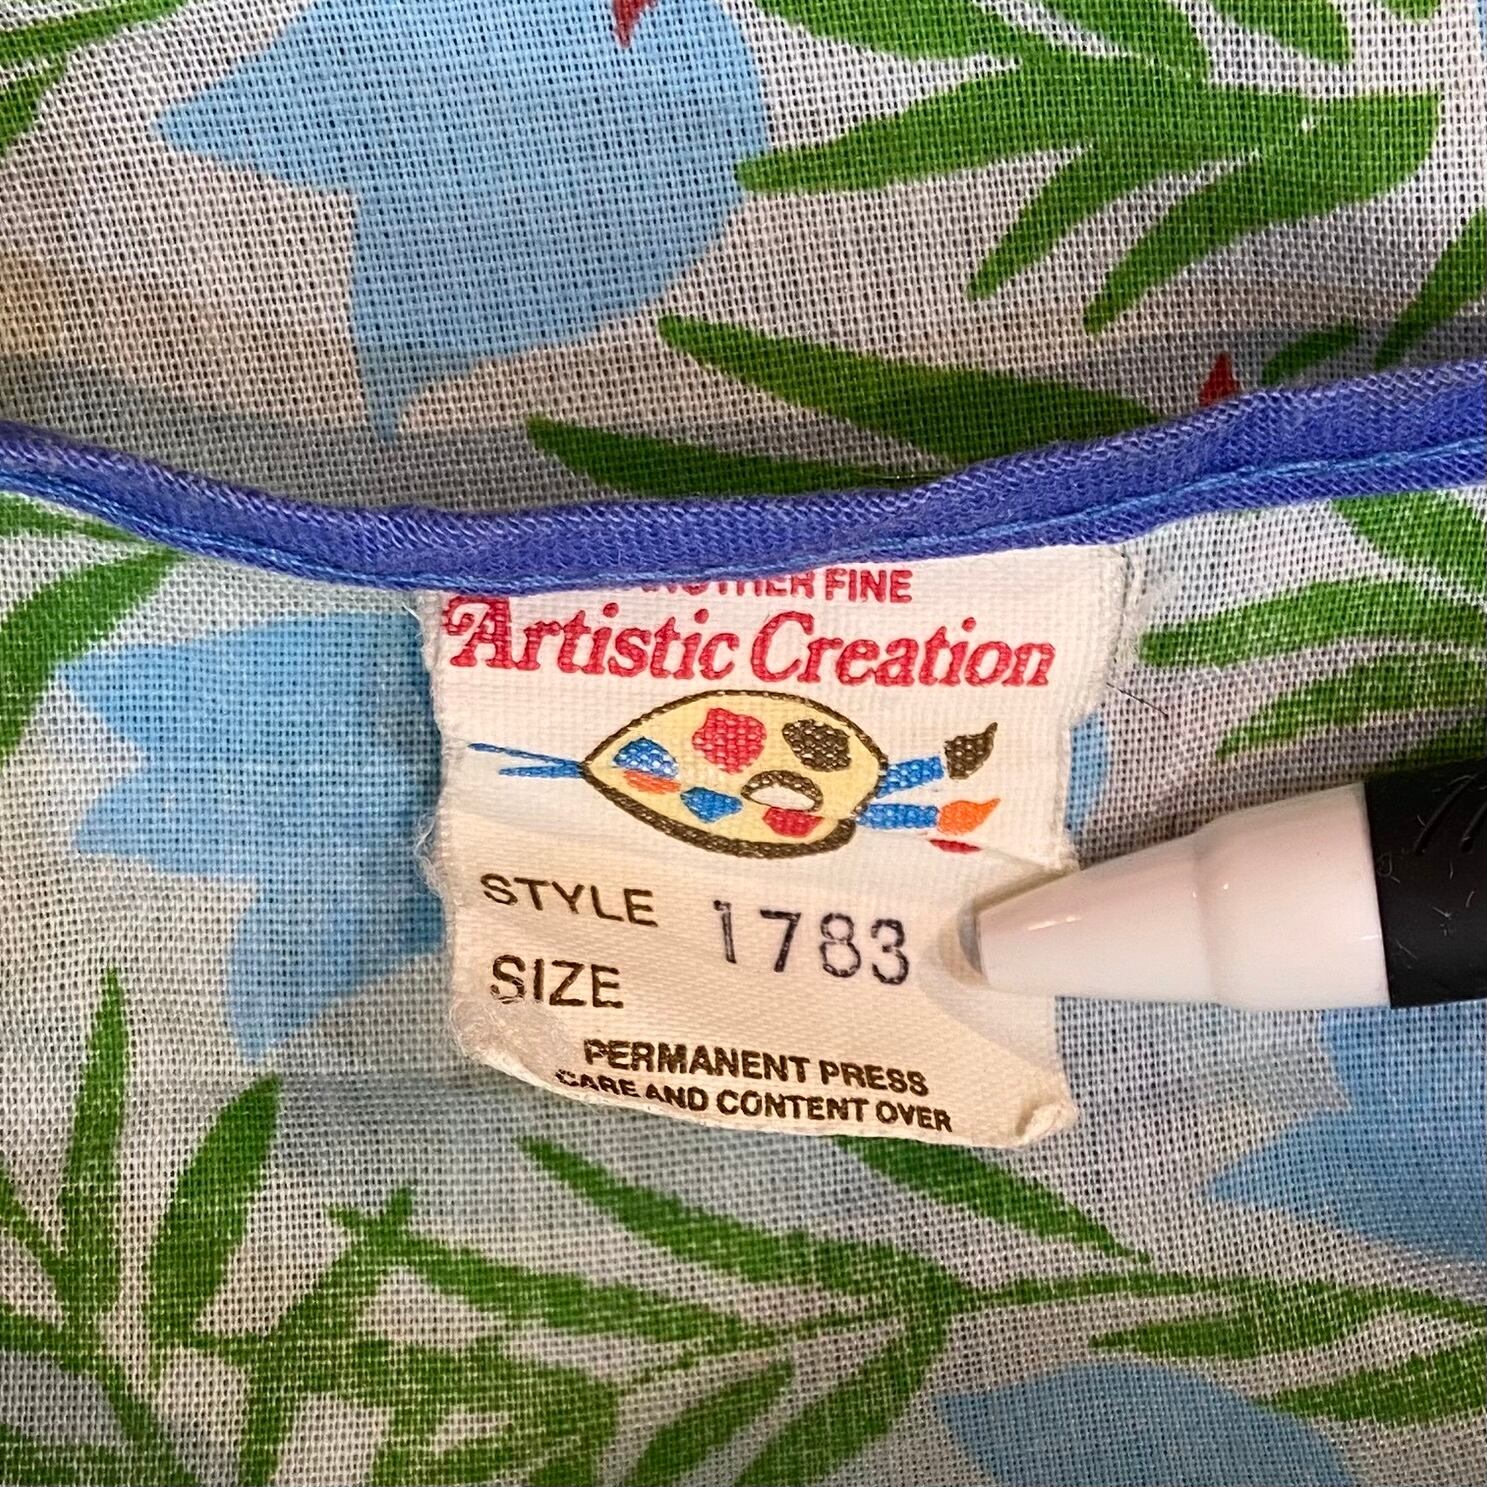 ANOTHER FINE
Artistic Creation
STYLE 1783
SIZE
PERMANENT PRESS
CARE AND CONTENT OVER